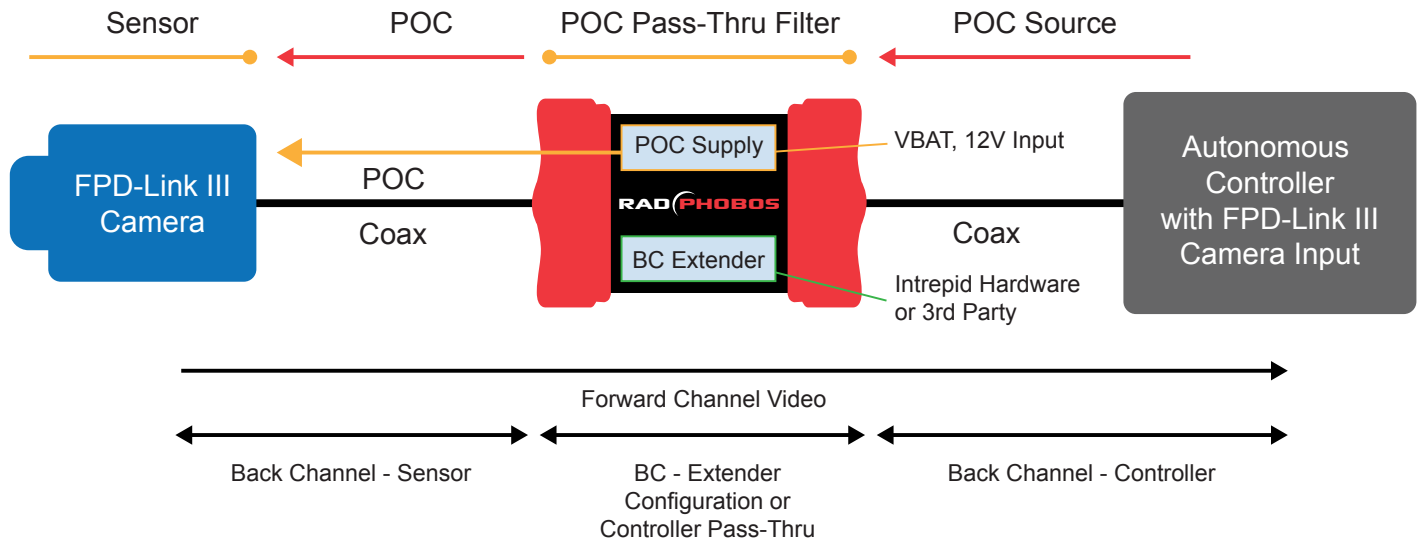 Sensor
POC
POC Pass-Thru Filter
POC Source
POC Supply
VBAT, 12V Input
FPD-Link III
Camera
POC
Coax
RAD PHOBOS
BC Extender
Coax
Intrepid Hardware
or 3rd Party
Autonomous
Controller
with FPD-Link III
Camera Input
Forward Channel Video
Back Channel - Sensor
BC - Extender
Configuration or
Controller Pass-Thru
Back Channel - Controller